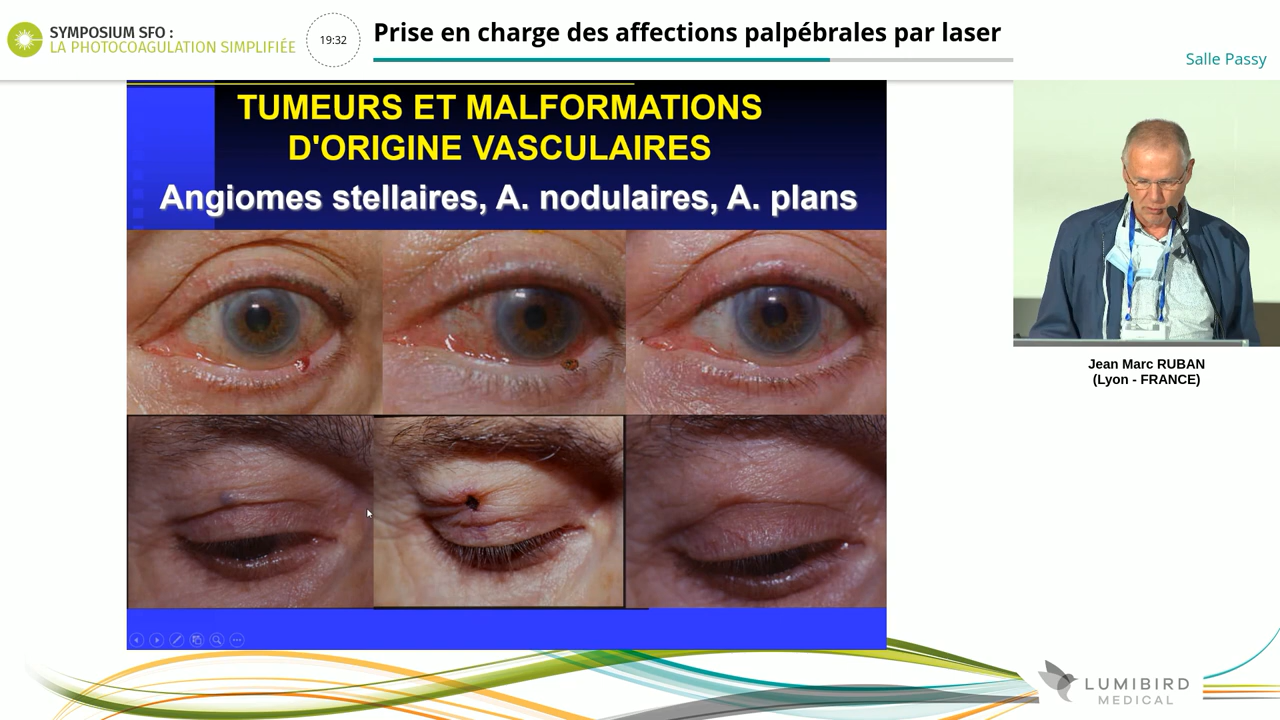 SYMPOSIUM SFO :
LA PHOTOCOAGULATION SIMPLIFIÉE
19:32
Prise en charge des affections palpébrales par laser
Salle Passy
TUMEURS ET MALFORMATIONS
D'ORIGINE VASCULAIRES
Angiomes stellaires, A. nodulaires, A. plans
Jean Marc RUBAN
(Lyon - FRANCE)
LUMIBIRD
MEDICAL